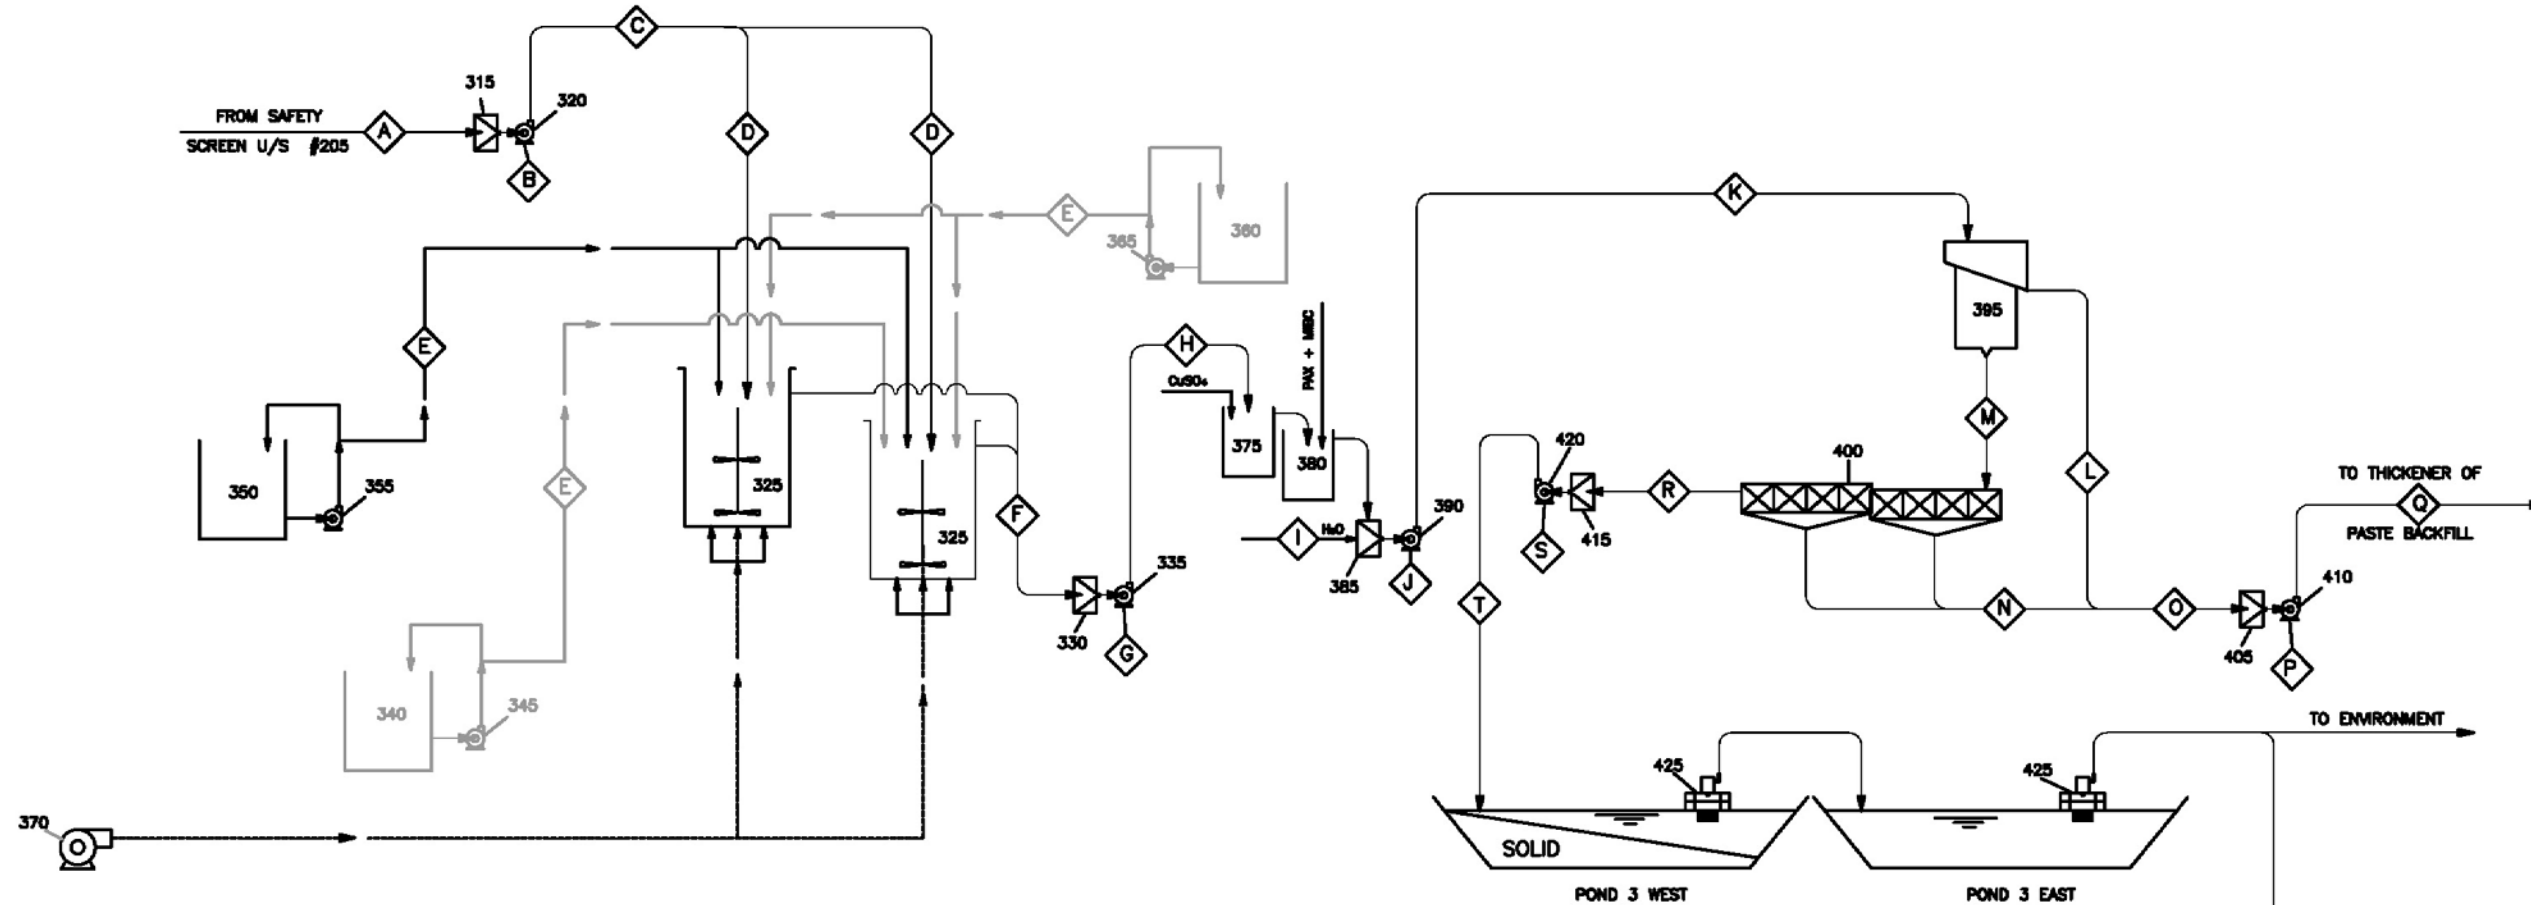 C
315
320
FROM SAFETY
A
SCREEN U/S #205
B
D
D
E
365
360
K
395
E
H
CuSO₄
PAX + MIBC
375
380
M
400
L
TO THICKENER OF
Q
PASTE BACKFILL
350
355
E
325
325
F
I
H₂O
385
390
J
420
S
415
R
T
330
335
G
N
O
405
410
P
340
345
370
TO ENVIRONMENT
425
425
SOLID
POND 3 WEST
POND 3 EAST